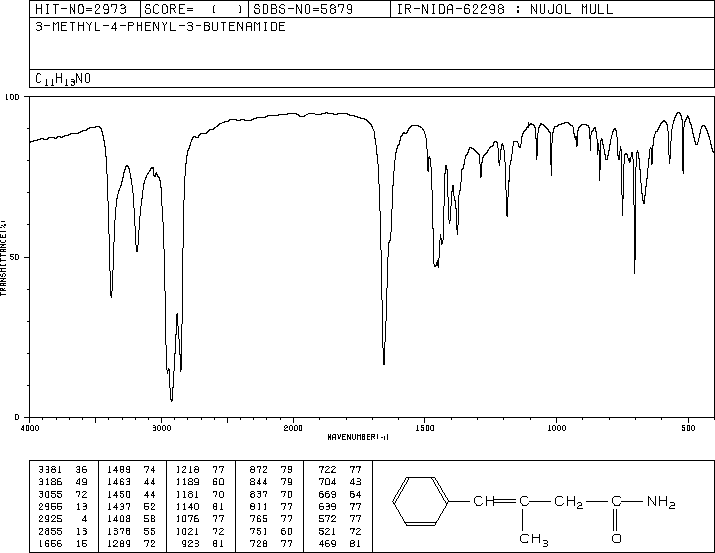 HIT-NO=2973 SCORE= ( ) SDBS-NO=5879 IR-NIDA-62298 : NUJOL MULL
3-METHYL-4-PHENYL-3-BUTENAMIDE
C11H13NO
100
50
0
TRANSMITTANCE(%)
4000 3000 2000 1500 1000 500
WAVENUMBER(-1)
3381 36 1489 74 1218 77 872 79 722 77
3186 49 1463 44 1189 60 844 79 704 43
3055 72 1450 44 1181 70 837 70 669 64
2955 13 1437 52 1140 81 811 77 639 77
2925 4 1408 58 1076 77 765 77 572 77
2855 13 1378 55 1021 72 751 60 521 72
1656 15 1289 72 923 81 728 77 469 81
CH C CH2 C NH2
CH3 O